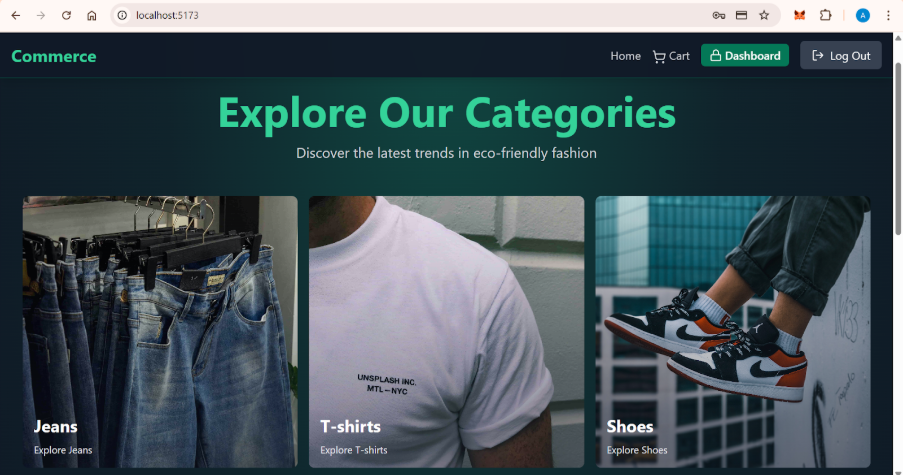 localhost:5173
A
Commerce
Home Cart Dashboard Log Out
Explore Our Categories
Discover the latest trends in eco-friendly fashion
UNSPLASH INC.
MTL—NYC
Jeans
Explore Jeans
T-shirts
Explore T-shirts
Shoes
Explore Shoes